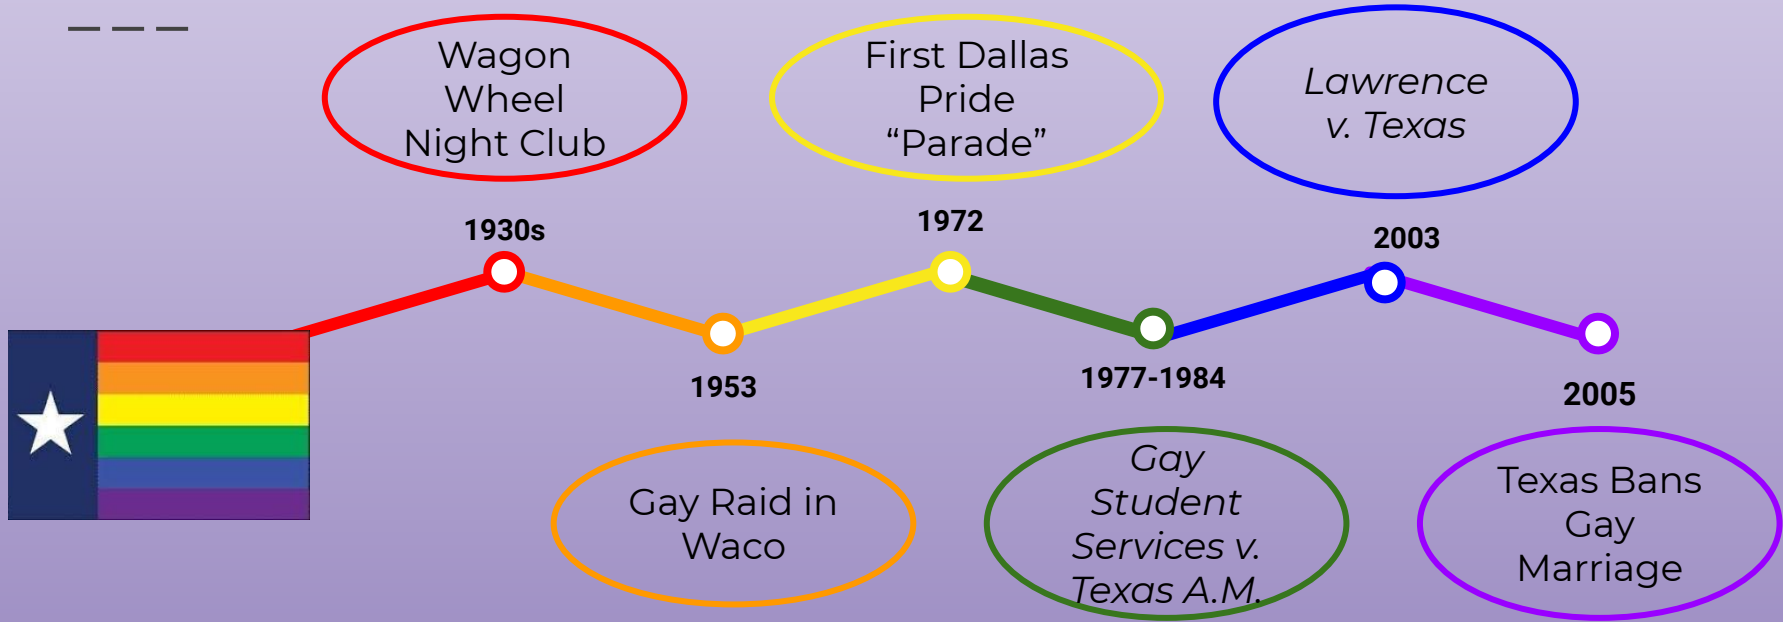 Wagon
Wheel
Night Club
1930s
Gay Raid in
Waco
1953
First Dallas
Pride
“Parade”
1972
Gay
Student
Services v.
Texas A.M.
1977-1984
Lawrence
v. Texas
2003
Texas Bans
Gay
Marriage
2005